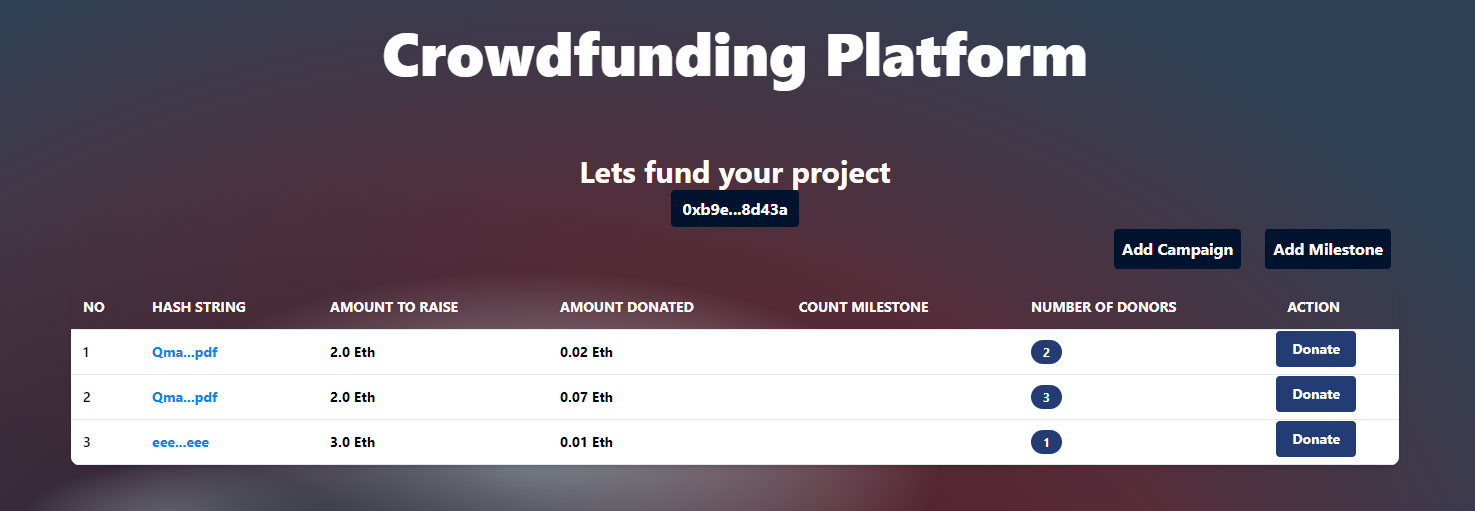 Crowdfunding Platform
Lets fund your project
0xb9e...8d43a
Add Campaign Add Milestone
NO HASH STRING AMOUNT TO RAISE AMOUNT DONATED COUNT MILESTONE NUMBER OF DONORS ACTION
1 Qma...pdf 2.0 Eth 0.02 Eth 2 Donate
2 Qma...pdf 2.0 Eth 0.07 Eth 3 Donate
3 eee...eee 3.0 Eth 0.01 Eth 1 Donate